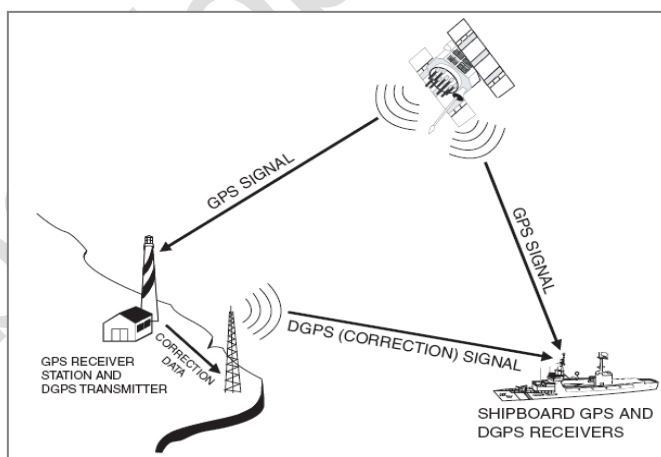 GPS SIGNAL
GPS SIGNAL
DGPS (CORRECTION) SIGNAL
CORRECTION
DATA
GPS RECEIVER
STATION AND
DGPS TRANSMITTER
SHIPBOARD GPS AND
DGPS RECEIVERS